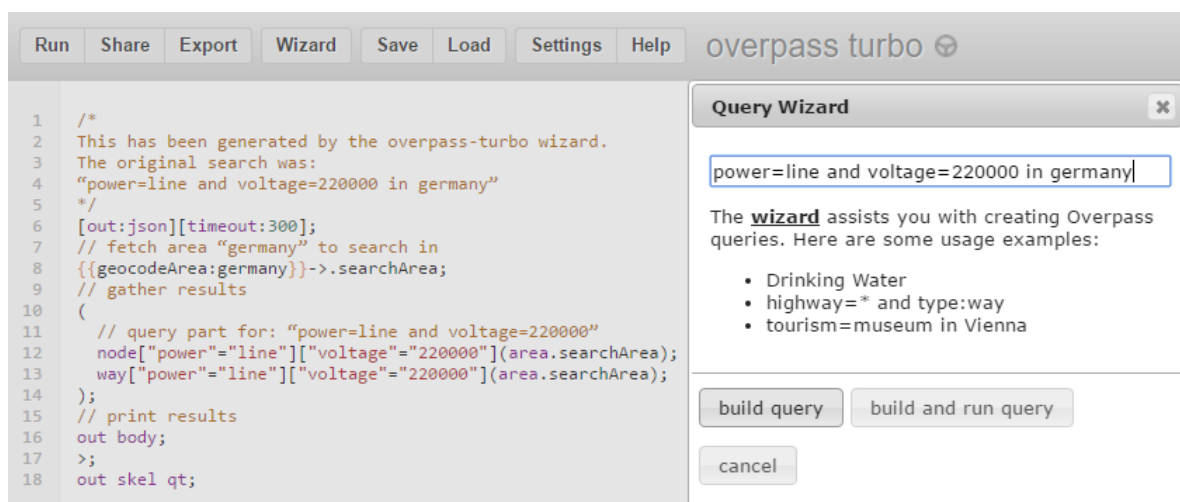 Run Share Export Wizard Save Load Settings Help overpass turbo
1 /*
2 This has been generated by the overpass-turbo wizard.
3 The original search was:
4 “power=line and voltage=220000 in germany”
5 */
6 [out:json][timeout:300];
7 // fetch area “germany” to search in
8 {{geocodeArea:germany}}->.searchArea;
9 // gather results
10 (
11 // query part for: “power=line and voltage=220000”
12 node["power"="line"]["voltage"="220000"](area.searchArea);
13 way["power"="line"]["voltage"="220000"](area.searchArea);
14 );
15 // print results
16 out body;
17 >;
18 out skel qt;
Query Wizard
power=line and voltage=220000 in germany
The wizard assists you with creating Overpass
queries. Here are some usage examples:
• Drinking Water
• highway=* and type:way
• tourism=museum in Vienna
build query build and run query
cancel